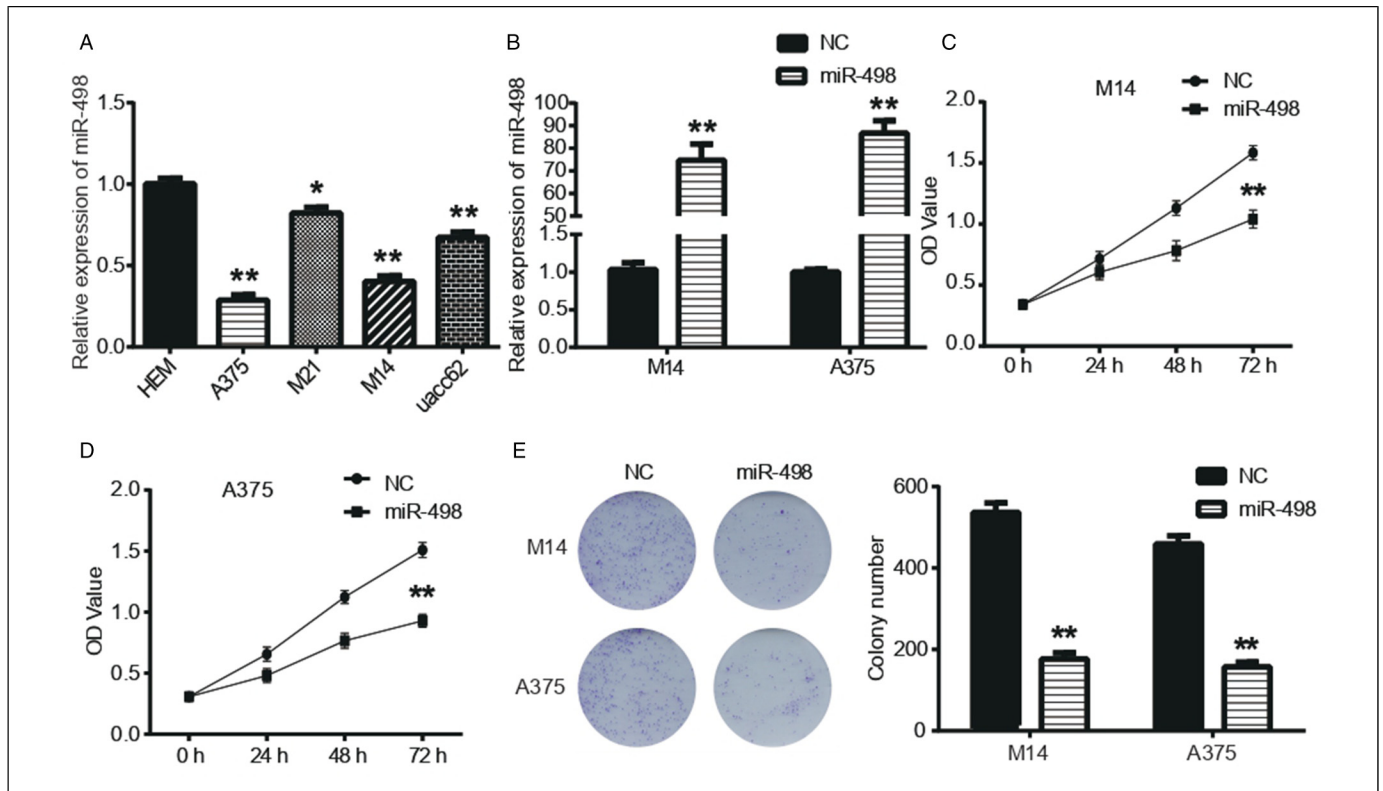 A
Relative expression of miR-498
1.5
1.0
0.5
0.0
**
*
**
**
HEM
A375
M21
M14
uacc62
B
NC
miR-498
Relative expression of miR-498
100
90
80
70
60
50
1.5
1.0
0.5
0.0
**
**
M14
A375
C
M14
NC
miR-498
OD Value
2.0
1.5
1.0
0.5
0.0
**
0 h
24 h
48 h
72 h
D
A375
NC
miR-498
OD Value
2.0
1.5
1.0
0.5
0.0
**
0 h
24 h
48 h
72 h
E
NC
miR-498
M14
A375
NC
miR-498
Colony number
600
400
200
0
**
**
M14
A375